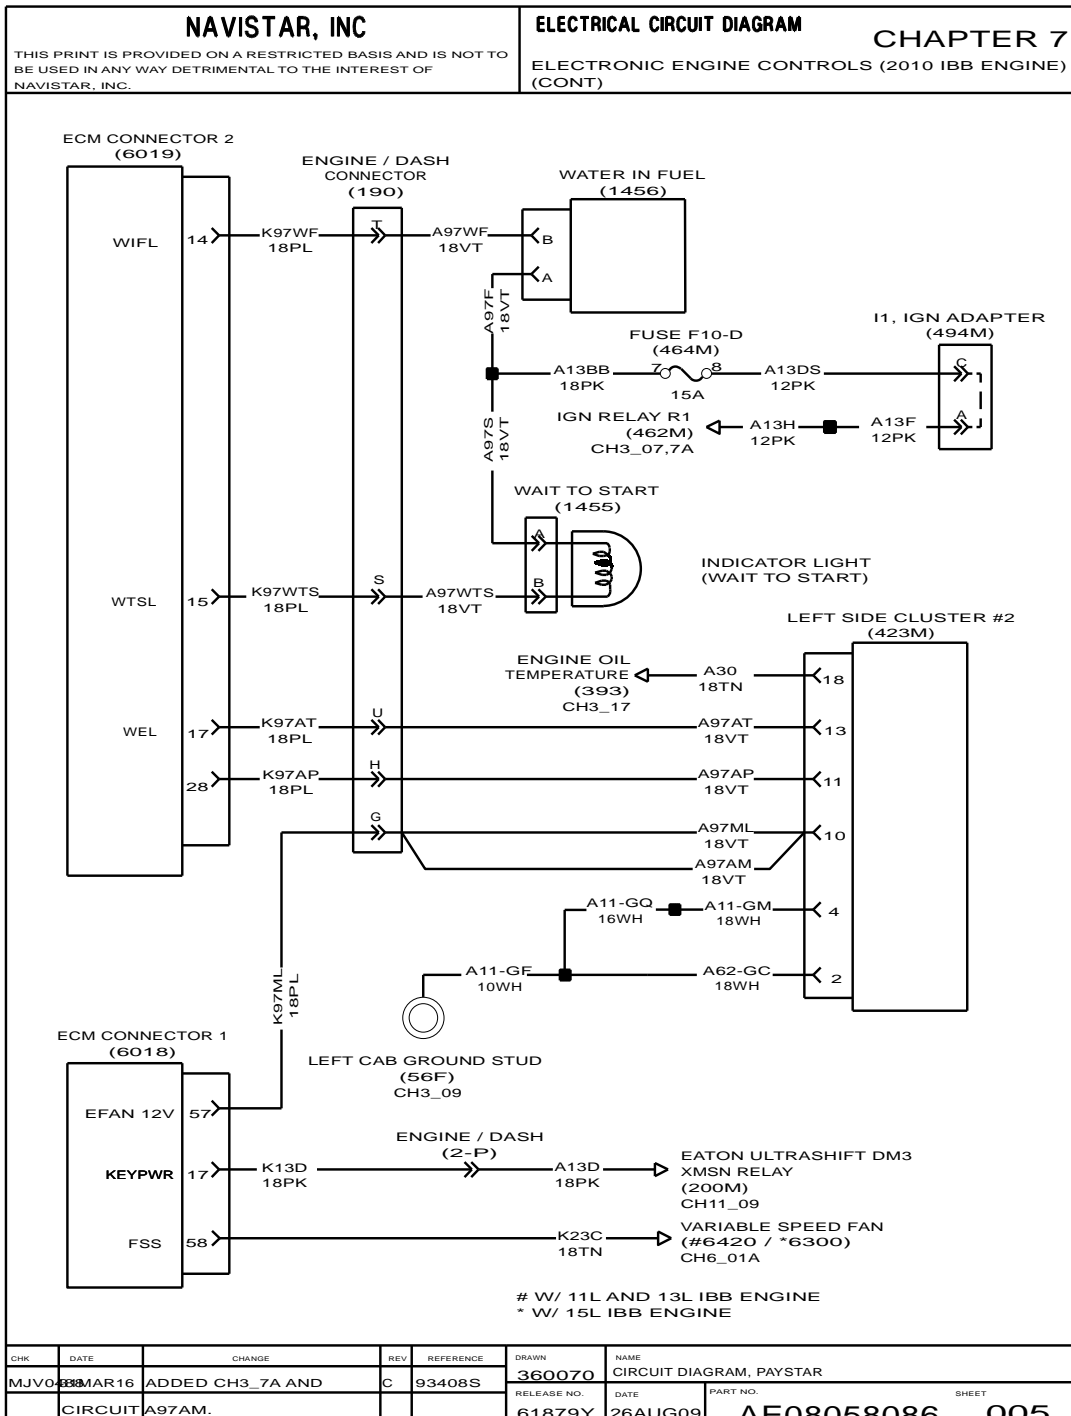 NAVISTAR, INC
THIS PRINT IS PROVIDED ON A RESTRICTED BASIS AND IS NOT TO
BE USED IN ANY WAY DETRIMENTAL TO THE INTEREST OF
NAVISTAR, INC.
ELECTRICAL CIRCUIT DIAGRAM
CHAPTER 7
ELECTRONIC ENGINE CONTROLS (2010 IBB ENGINE)
(CONT)
ECM CONNECTOR 2
(6019)
ENGINE / DASH
CONNECTOR
(190)
WATER IN FUEL
(1456)
WIFL
14
K97WF
18PL
T
A97WF
18VT
B
A
A97F
18VT
FUSE F10-D
(464M)
I1, IGN ADAPTER
(494M)
A13BB
18PK
7
8
15A
A13DS
12PK
C
IGN RELAY R1
(462M)
CH3_07,7A
A13H
12PK
A13F
12PK
A
A97S
18VT
WAIT TO START
(1455)
A
B
INDICATOR LIGHT
(WAIT TO START)
WTSL
15
K97WTS
18PL
S
A97WTS
18VT
LEFT SIDE CLUSTER #2
(423M)
ENGINE OIL
TEMPERATURE
(393)
CH3_17
A30
18TN
18
WEL
17
K97AT
18PL
U
A97AT
18VT
13
28
K97AP
18PL
H
A97AP
18VT
11
G
A97ML
18VT
10
A97AM
18VT
A11-GQ
16WH
A11-GM
18WH
4
A11-GF
10WH
A62-GC
18WH
2
K97ML
18PL
LEFT CAB GROUND STUD
(56F)
CH3_09
ECM CONNECTOR 1
(6018)
EFAN 12V
57
ENGINE / DASH
(2-P)
KEYPWR
17
K13D
18PK
A13D
18PK
EATON ULTRASHIFT DM3
XMSN RELAY
(200M)
CH11_09
FSS
58
K23C
18TN
VARIABLE SPEED FAN
(#6420 / *6300)
CH6_01A
# W/ 11L AND 13L IBB ENGINE
* W/ 15L IBB ENGINE
CHK DATE CHANGE REV REFERENCE
MAR16 ADDED CH3_7A AND C 93408S
CIRCUIT A97AM.
DRAWN
360070
NAME
CIRCUIT DIAGRAM, PAYSTAR
RELEASE NO.
61879Y
DATE
26AUG09
PART NO.
AE08058086
SHEET
005